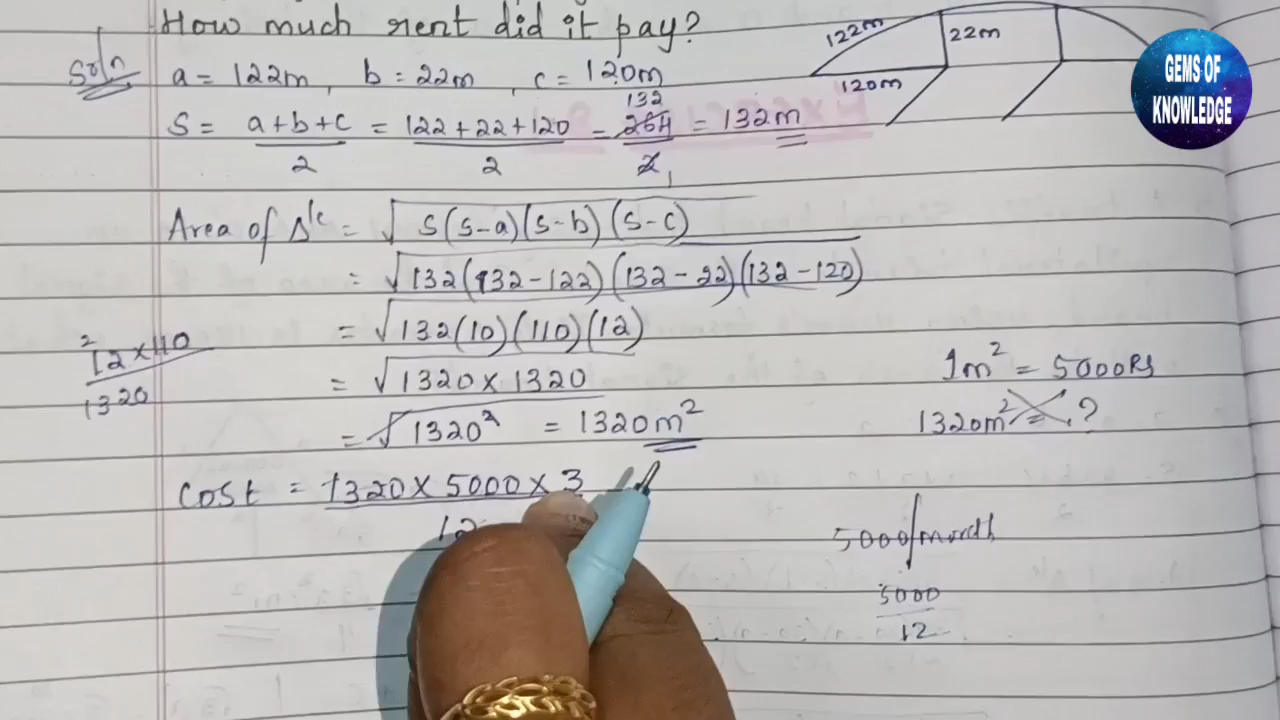 How much rent did it pay?
Soln
a = 122m, b = 22m, c = 120m
S = a+b+c/2 = 122+22+120/2 = 264/2 = 132m
132
1
Area of Δle = √S(S-a)(S-b)(S-c)
= √132(132-122)(132-22)(132-120)
= √132(10)(110)(12)
= √1320×1320
= √1320² = 1320m²
Cost = 1320×5000×3
12
2
12×110
1320
122m
22m
120m
1m² = 5000Rs
1320m² = ?
5000/month
5000/12
GEMS OF
KNOWLEDGE